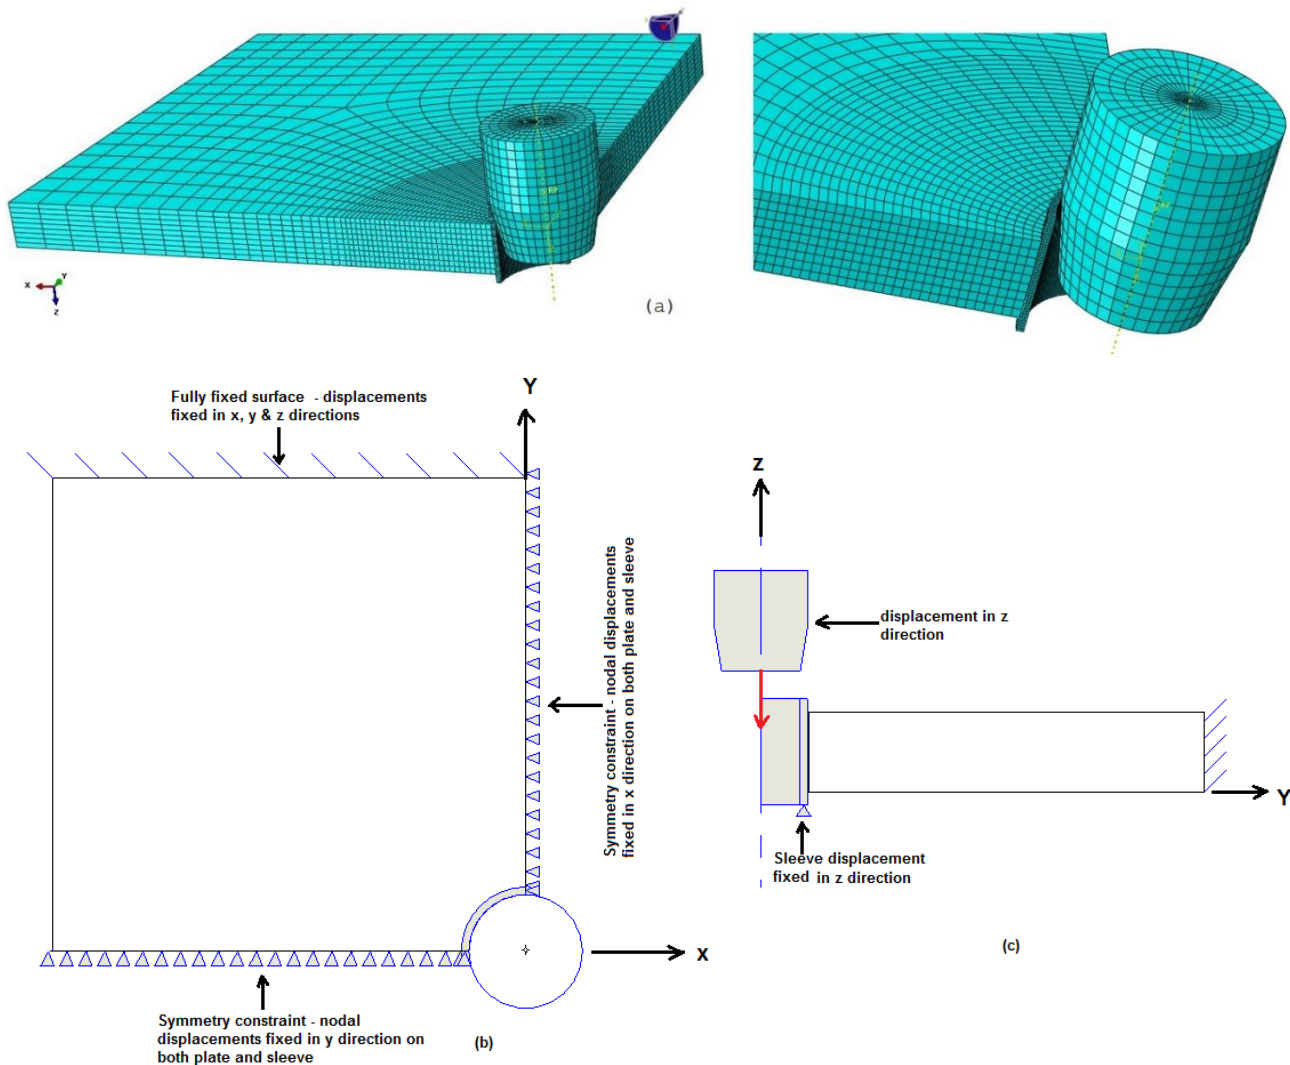 X
Y
Z
(a)
Y
Fully fixed surface - displacements
fixed in x, y & z directions
Symmetry constraint - nodal displacements
fixed in x direction on both plate and sleeve
X
Symmetry constraint - nodal
displacements fixed in y direction on
both plate and sleeve
(b)
Z
displacement in z
direction
Y
Sleeve displacement
fixed in z direction
(c)